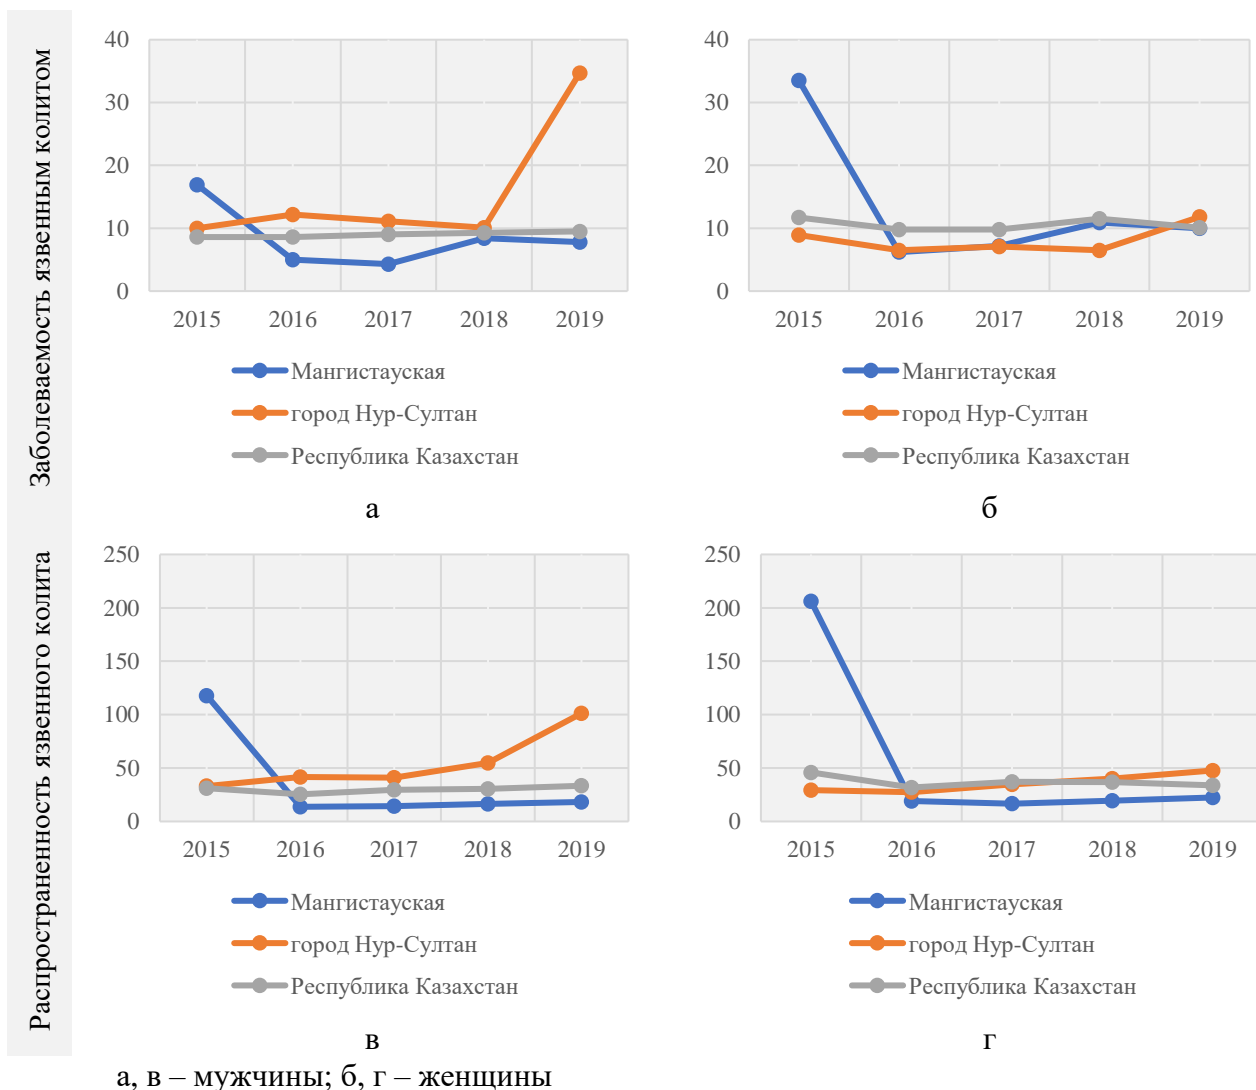 Заболеваемость язвенным колитом
40
30
20
10
0
2015 2016 2017 2018 2019
Мангистауская
город Нур-Султан
Республика Казахстан
а
40
30
20
10
0
2015 2016 2017 2018 2019
Мангистауская
город Нур-Султан
Республика Казахстан
б
Распространенность язвенного колита
250
200
150
100
50
0
2015 2016 2017 2018 2019
Мангистауская
город Нур-Султан
Республика Казахстан
в
250
200
150
100
50
0
2015 2016 2017 2018 2019
Мангистауская
город Нур-Султан
Республика Казахстан
г
а, в – мужчины; б, г – женщины